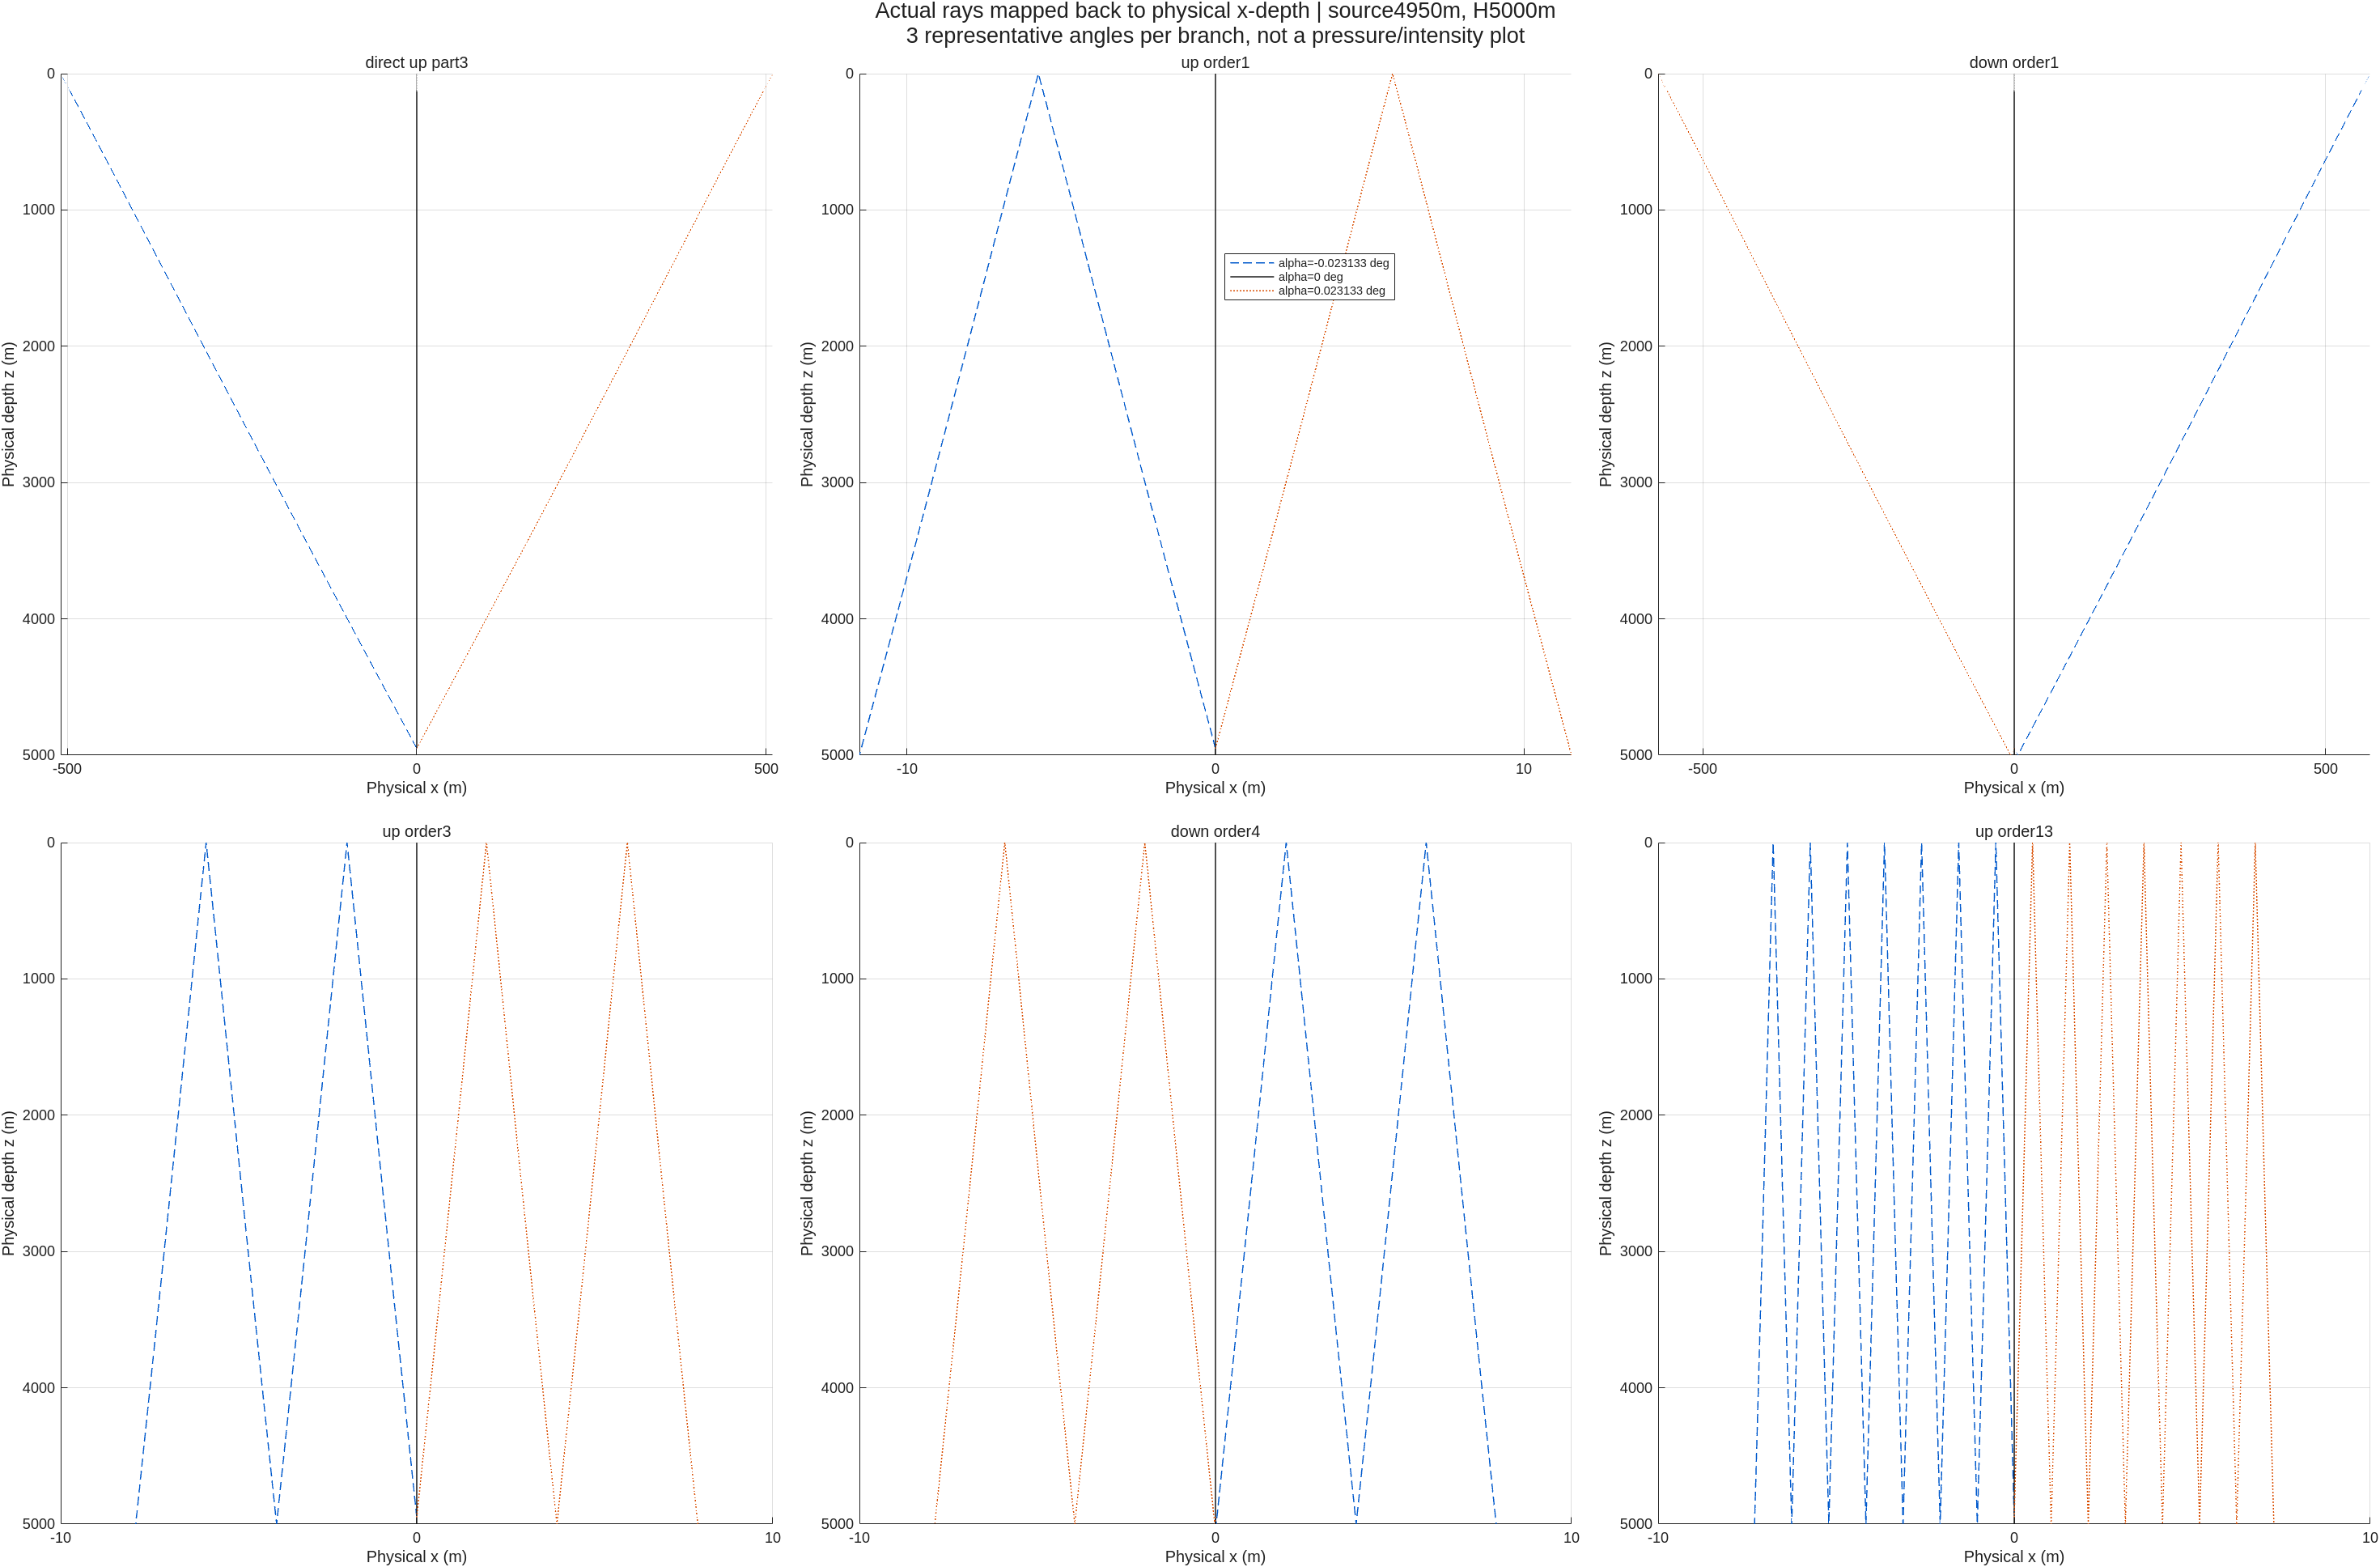 Actual rays mapped back to physical x-depth | source4950m, H5000m
3 representative angles per branch, not a pressure/intensity plot
direct up part3
0
1000
2000
3000
4000
5000
-500
0
500
Physical x (m)
Physical depth z (m)
up order1
0
1000
2000
3000
4000
5000
-10
0
10
Physical x (m)
Physical depth z (m)
alpha=-0.023133 deg
alpha=0 deg
alpha=0.023133 deg
down order1
0
1000
2000
3000
4000
5000
-500
0
500
Physical x (m)
Physical depth z (m)
up order3
0
1000
2000
3000
4000
5000
-10
0
10
Physical x (m)
Physical depth z (m)
down order4
0
1000
2000
3000
4000
5000
-10
0
10
Physical x (m)
Physical depth z (m)
up order13
0
1000
2000
3000
4000
5000
-10
0
10
Physical x (m)
Physical depth z (m)